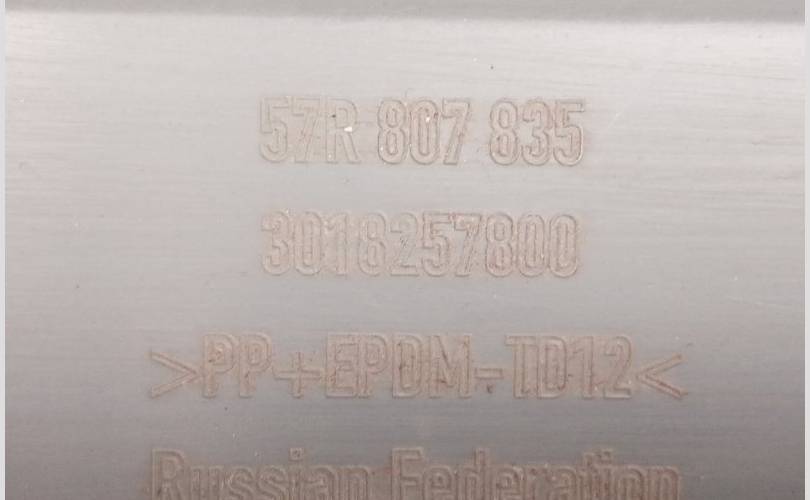 57R 807 835
3018257800
>PP+EPDM-TD12<
Russian Federation